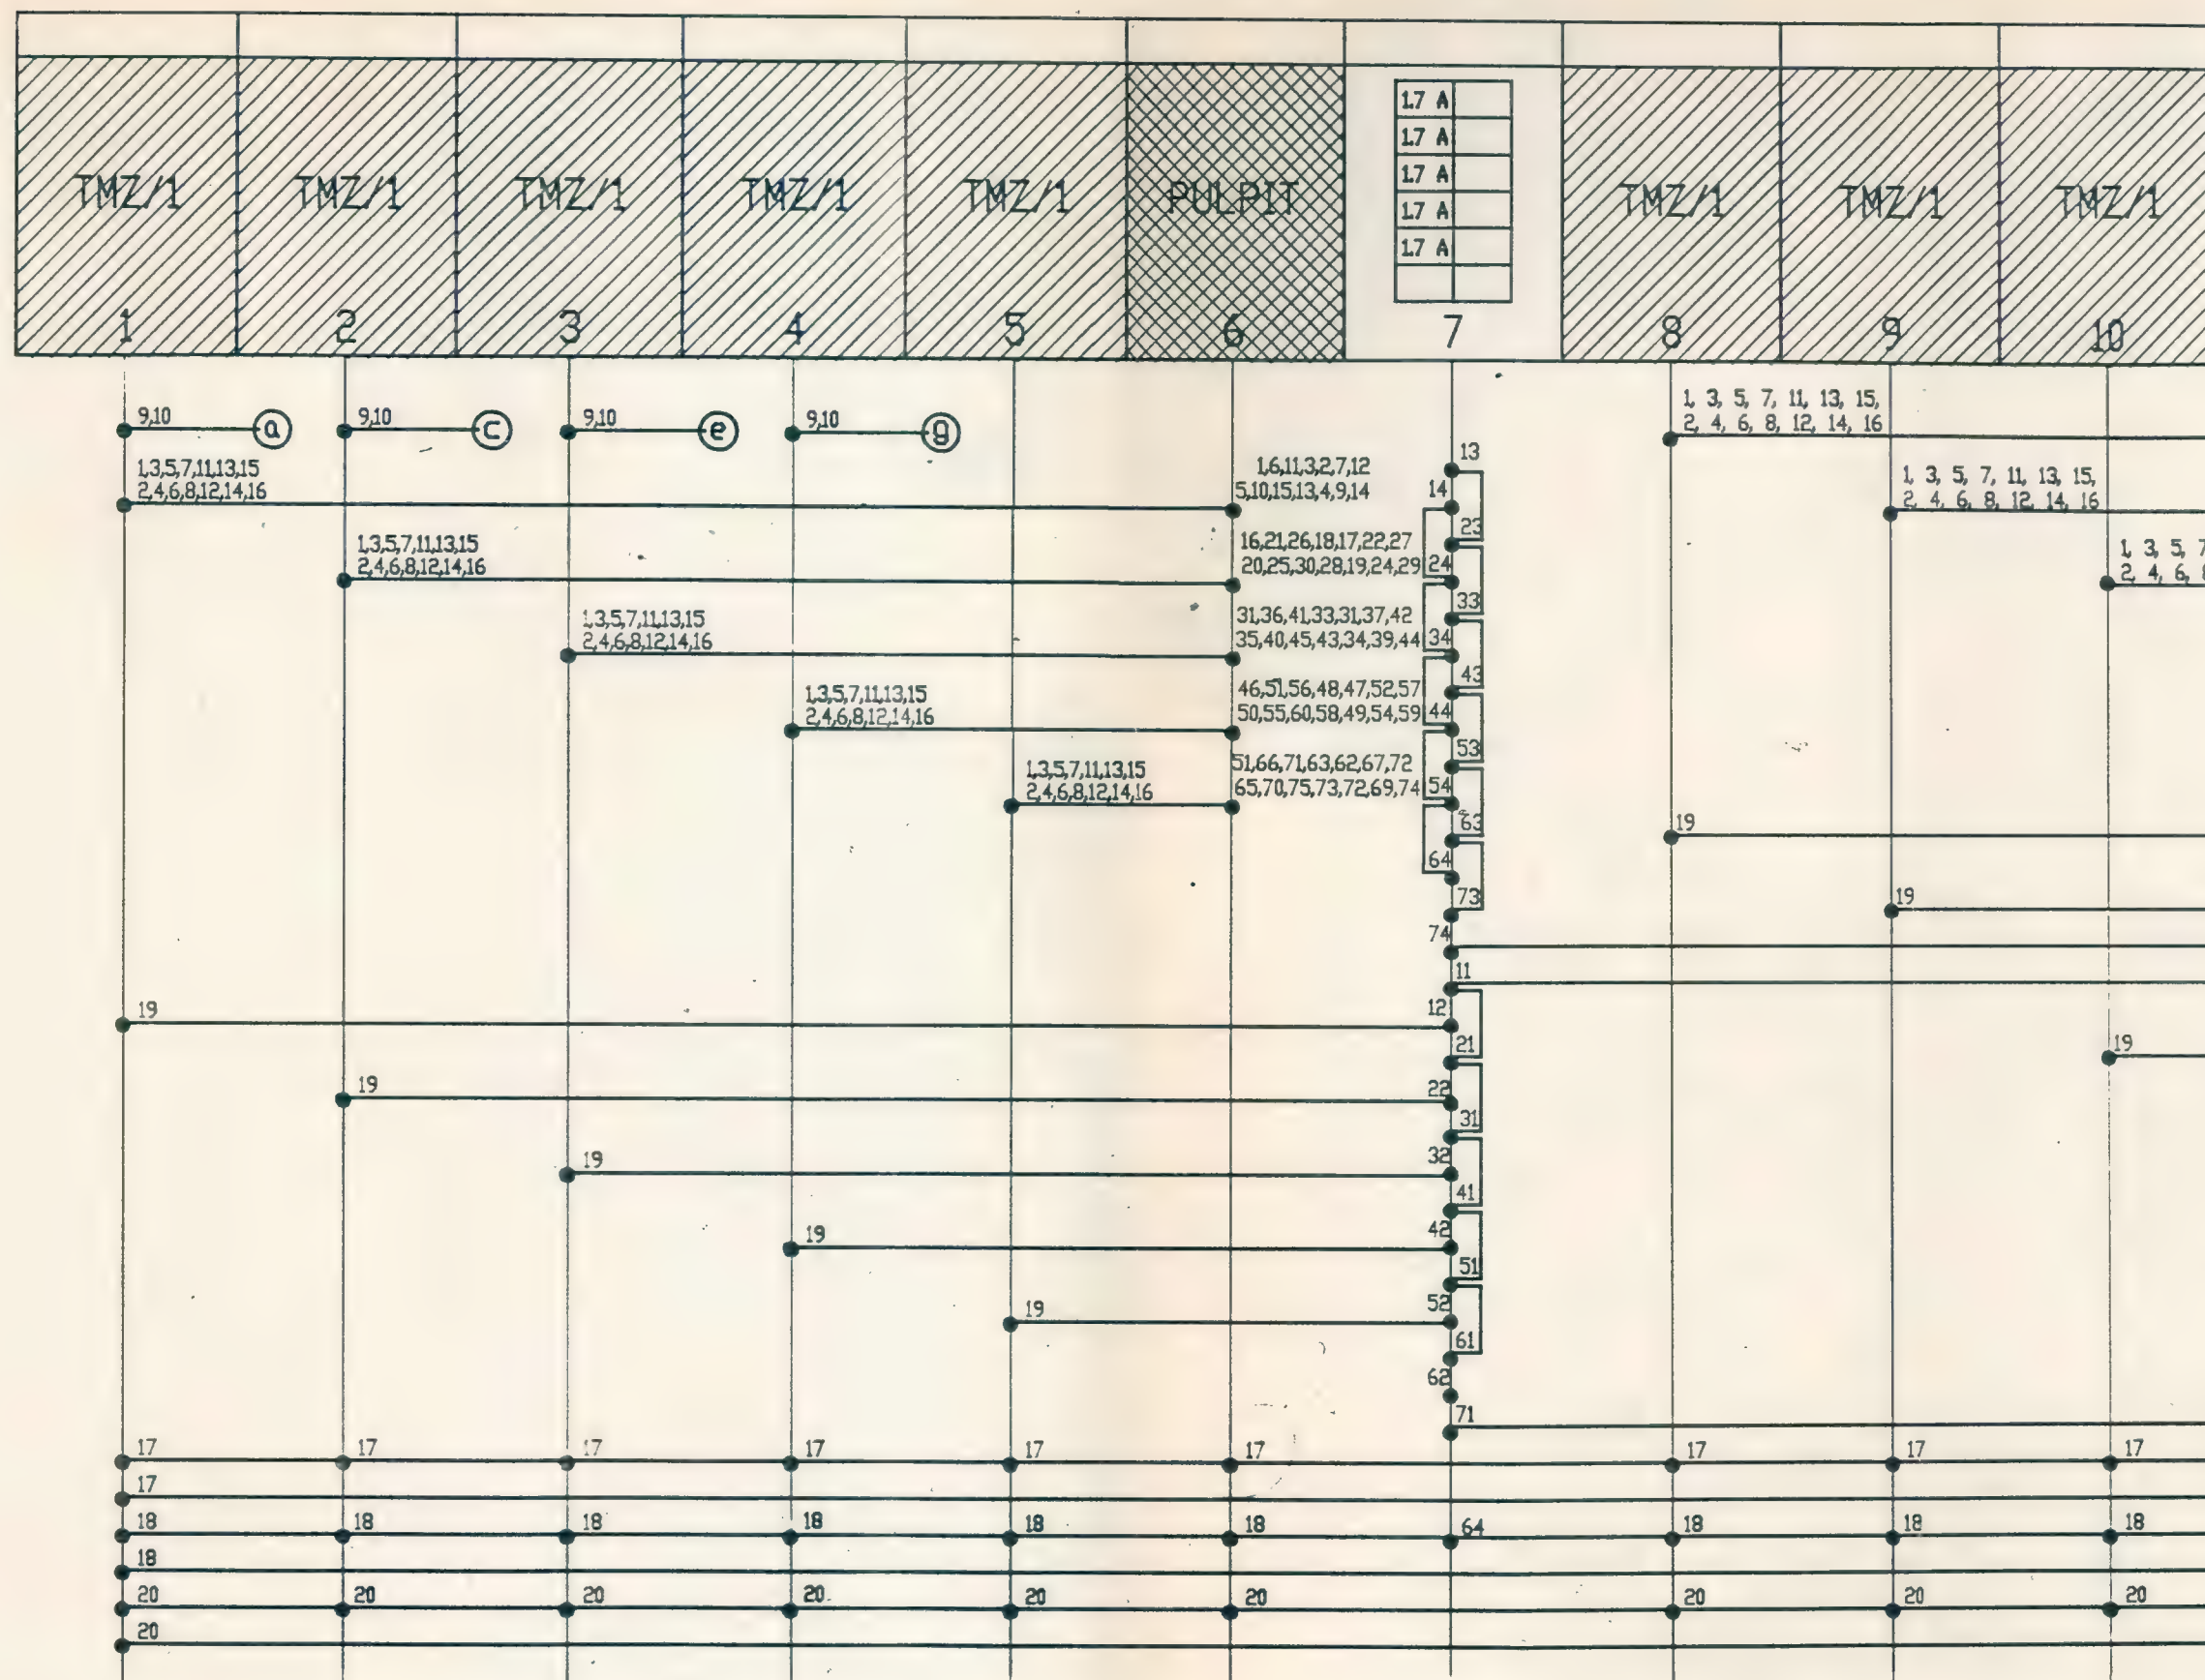 1.7 A
1.7 A
1.7 A
1.7 A
1.7 A
TMZ/1 TMZ/1 TMZ/1 TMZ/1 TMZ/1 PULPIT TMZ/1 TMZ/1 TMZ/1
1 2 3 4 5 6 7 8 9 10
9,10 a 9,10 c 9,10 e 9,10 g
1, 3, 5, 7, 11, 13, 15,
2, 4, 6, 8, 12, 14, 16
13
1,3,5,7,11,13,15 1,6,11,3,2,7,12
2,4,6,8,12,14,16 5,10,15,13,4,9,14 14
1, 3, 5, 7, 11, 13, 15,
2, 4, 6, 8, 12, 14, 16
23
1,3,5,7,11,13,15 16,21,26,18,17,22,27
2,4,6,8,12,14,16 20,25,30,28,19,24,29 24
1, 3, 5, 7
2, 4, 6, 8
33
1,3,5,7,11,13,15 31,36,41,33,31,37,42
2,4,6,8,12,14,16 35,40,45,43,34,39,44 34
43
1,3,5,7,11,13,15 46,51,56,48,47,52,57
2,4,6,8,12,14,16 50,55,60,58,49,54,59 44
53
1,3,5,7,11,13,15 51,66,71,63,62,67,72
2,4,6,8,12,14,16 65,70,75,73,72,69,74 54
63 19
64
73 19
74
11
19 12
21 19
19 22
31
19 32
41
19 42
51
19 52
61
62
71
17 17 17 17 17 17 17 17 17
17
18 18 18 18 18 18 64 18 18 18
18
20 20 20 20 20 20 20 20 20
20